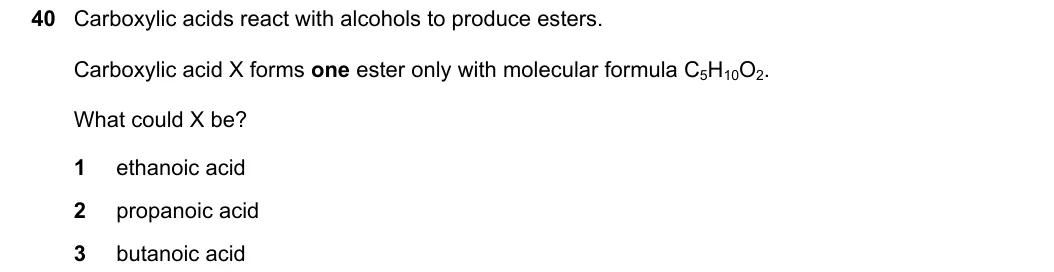 40 Carboxylic acids react with alcohols to produce esters.
Carboxylic acid X forms one ester only with molecular formula C₅H₁₀O₂.
What could X be?
1 ethanoic acid
2 propanoic acid
3 butanoic acid